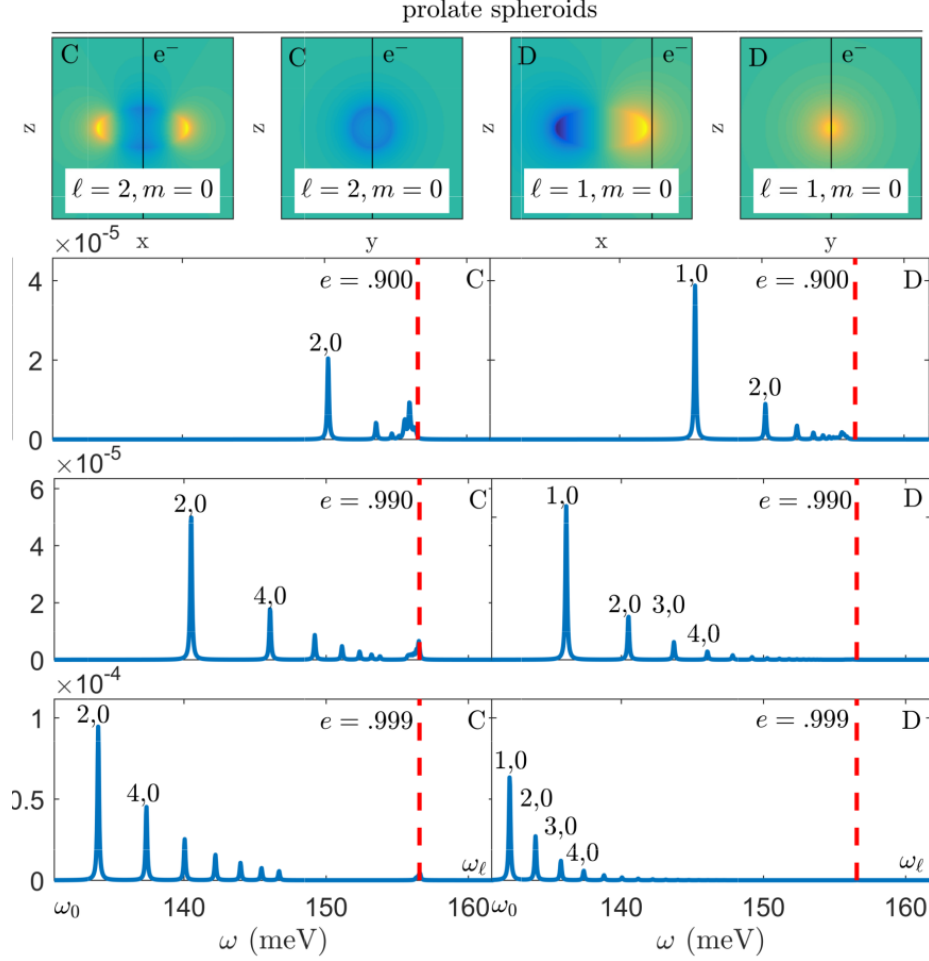 prolate spheroids
C e⁻ C e⁻ D e⁻ D e⁻
z z z z
ℓ = 2, m = 0 ℓ = 2, m = 0 ℓ = 1, m = 0 ℓ = 1, m = 0
x y x y
×10⁻⁵
4 e = .900 C 1,0 e = .900 D
2 2,0 2,0
0
×10⁻⁵
6 2,0 e = .990 C 1,0 e = .990 D
4
2 4,0 2,0 3,0 4,0
0
×10⁻⁴
1 2,0 e = .999 C e = .999 D
0.5 4,0 1,0 2,0 3,0 4,0
0 ωℓ ωℓ
ω₀ 140 150 160 ω₀ 140 150 160
ω (meV) ω (meV)